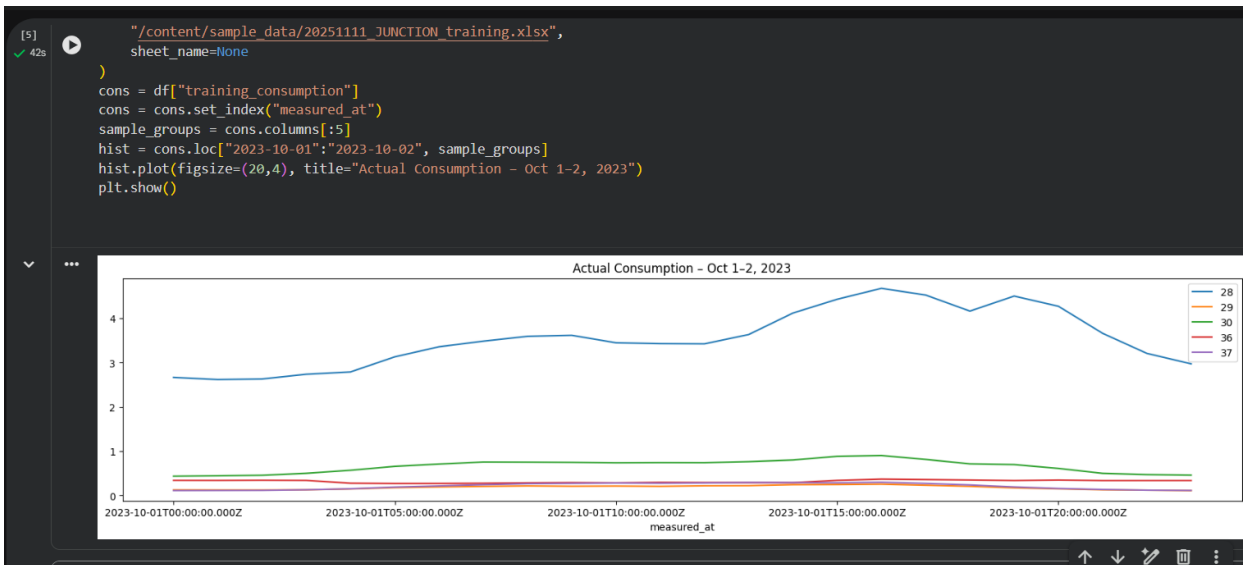 [5]
42s
"/content/sample_data/20251111_JUNCTION_training.xlsx",
sheet_name=None
)
cons = df["training_consumption"]
cons = cons.set_index("measured_at")
sample_groups = cons.columns[:5]
hist = cons.loc["2023-10-01":"2023-10-02", sample_groups]
hist.plot(figsize=(20,4), title="Actual Consumption – Oct 1–2, 2023")
plt.show()
Actual Consumption – Oct 1–2, 2023
28
29
30
36
37
4
3
2
1
0
2023-10-01T00:00:00.000Z 2023-10-01T05:00:00.000Z 2023-10-01T10:00:00.000Z 2023-10-01T15:00:00.000Z 2023-10-01T20:00:00.000Z
measured_at